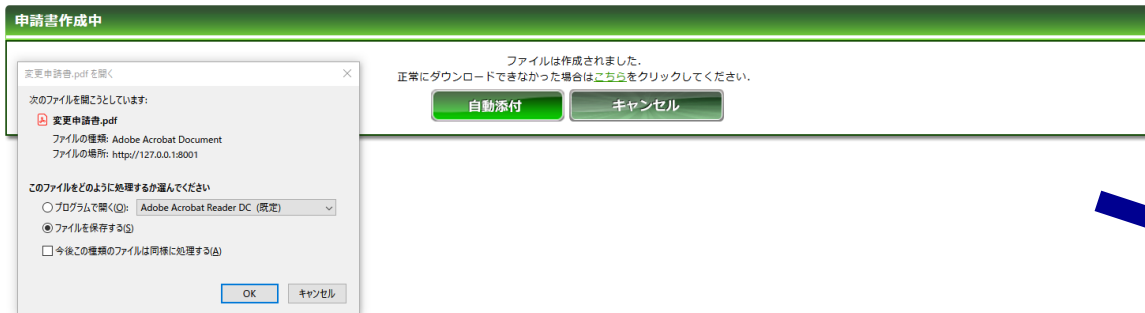 申請書作成中
ファイルは作成されました.
正常にダウンロードできなかった場合はこちらをクリックしてください.
自動添付
キャンセル
変更申請書.pdf を開く
次のファイルを開こうとしています:
変更申請書.pdf
ファイルの種類: Adobe Acrobat Document
ファイルの場所: http://127.0.0.1:8001
このファイルをどのように処理するか選んでください
プログラムで開く(O): Adobe Acrobat Reader DC (既定)
ファイルを保存する(S)
今後この種類のファイルは同様に処理する(A)
OK キャンセル